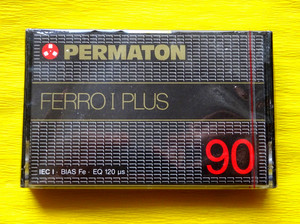 PERMATON
FERRO I PLUS
90
IEC I · BIAS Fe · EQ 120 µs